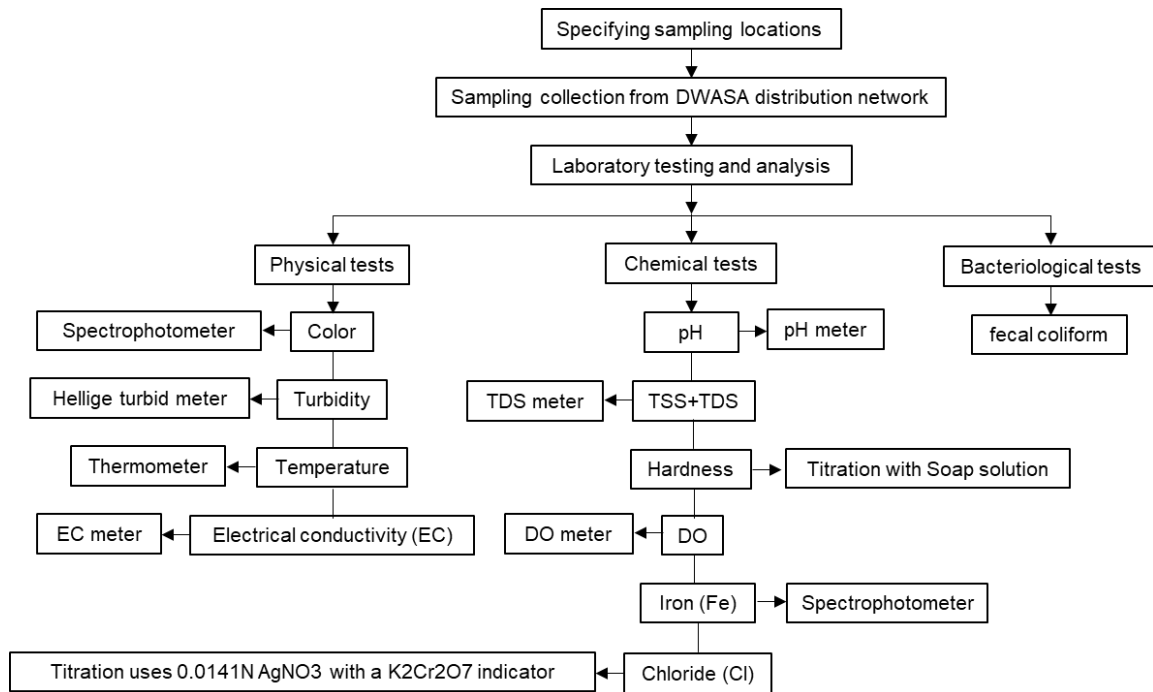 Specifying sampling locations
Sampling collection from DWASA distribution network
Laboratory testing and analysis
Physical tests
Chemical tests
Bacteriological tests
Spectrophotometer
Color
pH
pH meter
fecal coliform
Hellige turbid meter
Turbidity
TDS meter
TSS+TDS
Thermometer
Temperature
Hardness
Titration with Soap solution
EC meter
Electrical conductivity (EC)
DO meter
DO
Iron (Fe)
Spectrophotometer
Titration uses 0.0141N AgNO3 with a K2Cr2O7 indicator
Chloride (Cl)